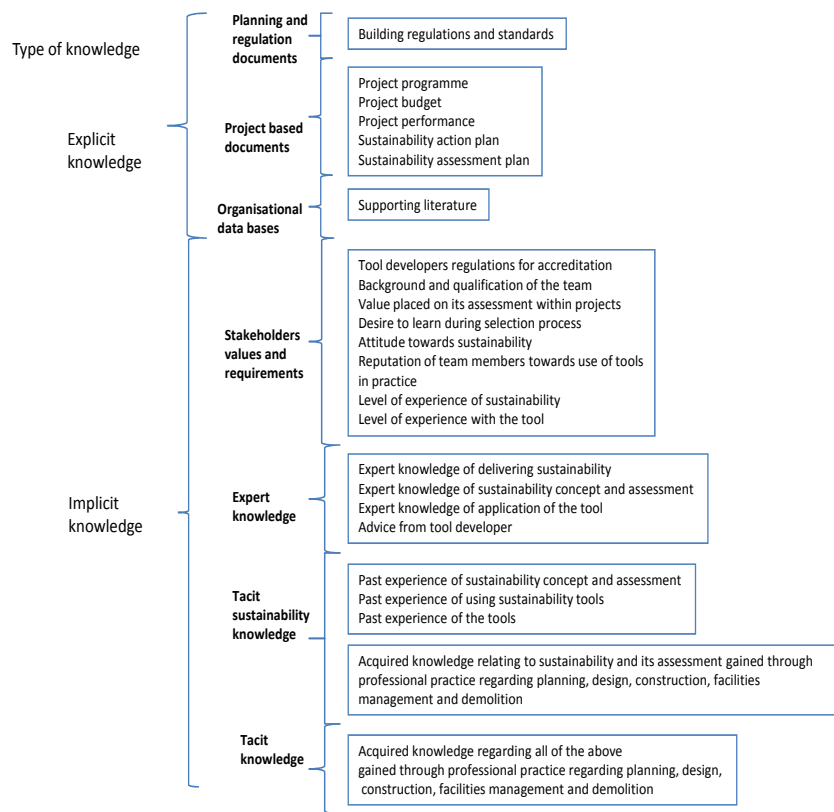 Type of knowledge
Explicit
knowledge
Planning and
regulation
documents
Building regulations and standards
Project based
documents
Project programme
Project budget
Project performance
Sustainability action plan
Sustainability assessment plan
Organisational
data bases
Supporting literature
Implicit
knowledge
Stakeholders
values and
requirements
Tool developers regulations for accreditation
Background and qualification of the team
Value placed on its assessment within projects
Desire to learn during selection process
Attitude towards sustainability
Reputation of team members towards use of tools
in practice
Level of experience of sustainability
Level of experience with the tool
Expert
knowledge
Expert knowledge of delivering sustainability
Expert knowledge of sustainability concept and assessment
Expert knowledge of application of the tool
Advice from tool developer
Tacit
sustainability
knowledge
Past experience of sustainability concept and assessment
Past experience of using sustainability tools
Past experience of the tools
Acquired knowledge relating to sustainability and its assessment gained through
professional practice regarding planning, design, construction, facilities
management and demolition
Tacit
knowledge
Acquired knowledge regarding all of the above
gained through professional practice regarding planning, design,
construction, facilities management and demolition